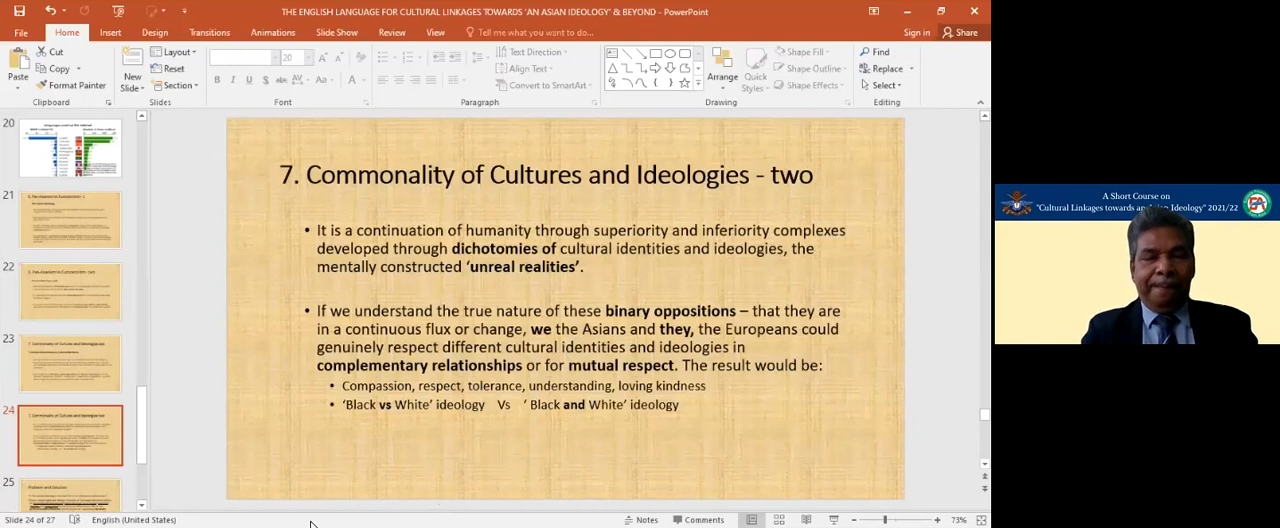 THE ENGLISH LANGUAGE FOR CULTURAL LINKAGES TOWARDS 'AN ASIAN IDEOLOGY' & BEYOND - PowerPoint
File Home Insert Design Transitions Animations Slide Show Review View Tell me what you want to do... Sign in Share
Paste
Cut
Copy
Format Painter
Clipboard
New Slide
Layout
Reset
Section
Slides
20
B I U S abc AV Aa A
Font
Text Direction
Align Text
Convert to SmartArt
Paragraph
Arrange
Quick Styles
Shape Fill
Shape Outline
Shape Effects
Drawing
Find
Replace
Select
Editing
20
21
22
23
24
25
Problem and Solution
7. Commonality of Cultures and Ideologies - two
• It is a continuation of humanity through superiority and inferiority complexes
developed through dichotomies of cultural identities and ideologies, the
mentally constructed 'unreal realities'.
• If we understand the true nature of these binary oppositions – that they are
in a continuous flux or change, we the Asians and they, the Europeans could
genuinely respect different cultural identities and ideologies in
complementary relationships or for mutual respect. The result would be:
• Compassion, respect, tolerance, understanding, loving kindness
• 'Black vs White' ideology Vs ' Black and White' ideology
A Short Course on
"Cultural Linkages towards an Asian Ideology" 2021/22
Slide 24 of 27 English (United States) Notes Comments 73%